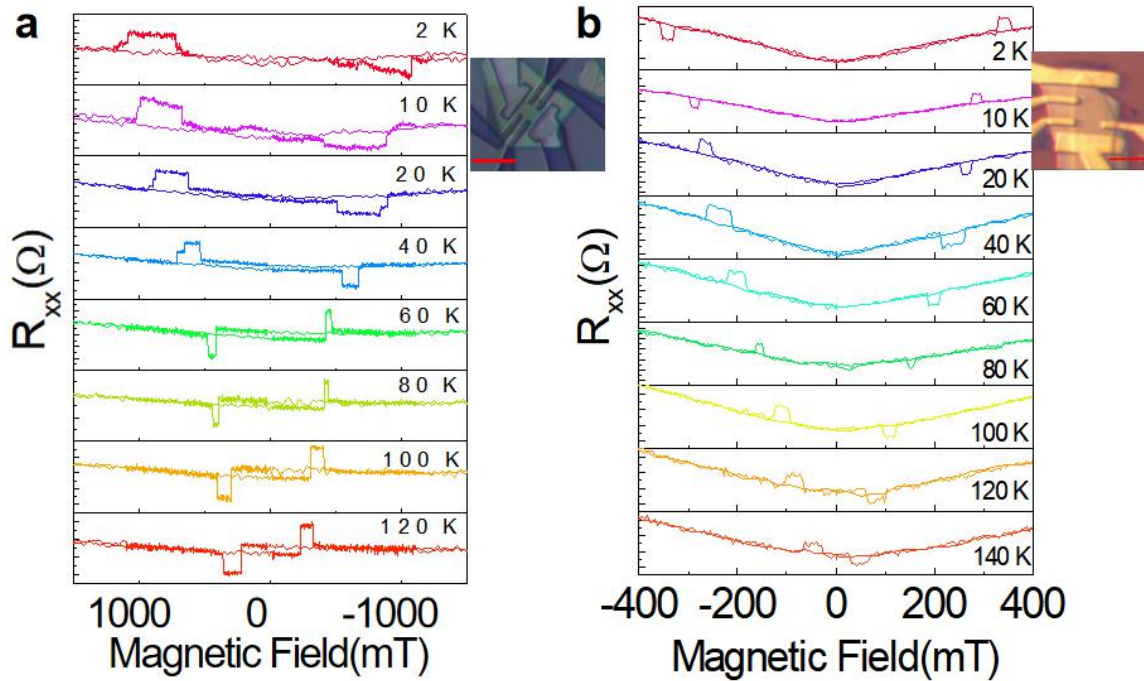 a
2 K
10 K
20 K
40 K
60 K
80 K
100 K
120 K
Rxx(Ω)
1000 0 -1000
Magnetic Field(mT)
b
2 K
10 K
20 K
40 K
60 K
80 K
100 K
120 K
140 K
Rxx(Ω)
-400 -200 0 200 400
Magnetic Field(mT)